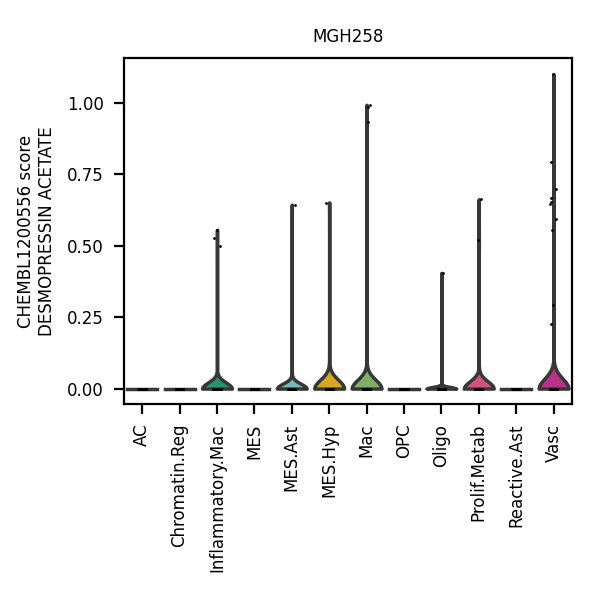 MGH258
CHEMBL1200556 score
DESMOPRESSIN ACETATE
1.00
0.75
0.50
0.25
0.00
AC
Chromatin.Reg
Inflammatory.Mac
MES
MES.Ast
MES.Hyp
Mac
OPC
Oligo
Prolif.Metab
Reactive.Ast
Vasc